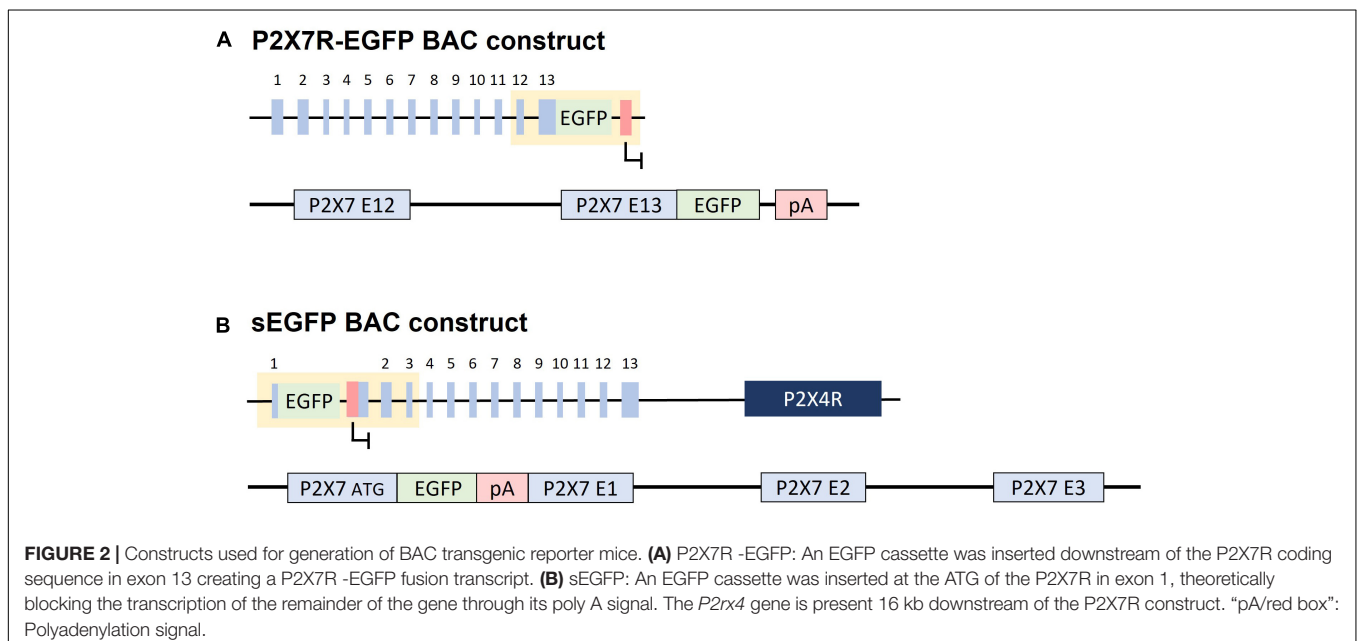 A P2X7R-EGFP BAC construct
1 2 3 4 5 6 7 8 9 10 11 12 13
EGFP
P2X7 E12 P2X7 E13 EGFP pA
B sEGFP BAC construct
1 2 3 4 5 6 7 8 9 10 11 12 13
EGFP P2X4R
P2X7 ATG EGFP pA P2X7 E1 P2X7 E2 P2X7 E3
FIGURE 2 | Constructs used for generation of BAC transgenic reporter mice. (A) P2X7R -EGFP: An EGFP cassette was inserted downstream of the P2X7R coding
sequence in exon 13 creating a P2X7R -EGFP fusion transcript. (B) sEGFP: An EGFP cassette was inserted at the ATG of the P2X7R in exon 1, theoretically
blocking the transcription of the remainder of the gene through its poly A signal. The P2rx4 gene is present 16 kb downstream of the P2X7R construct. “pA/red box”:
Polyadenylation signal.